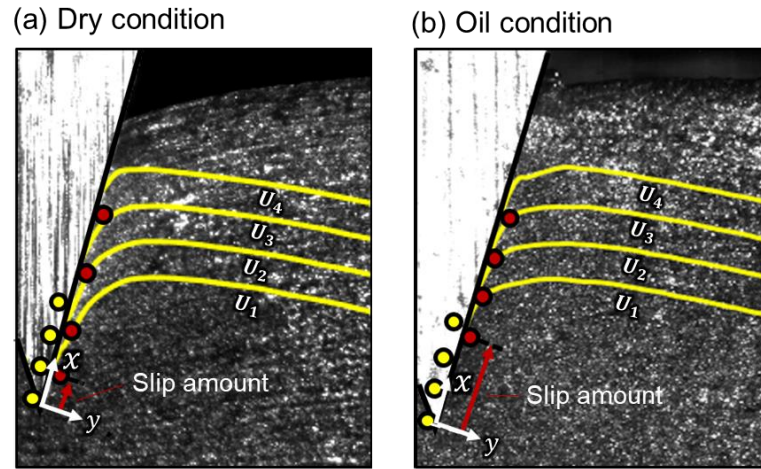 (a) Dry condition
U4
U3
U2
U1
x
Slip amount
y
(b) Oil condition
U4
U3
U2
U1
x
Slip amount
y